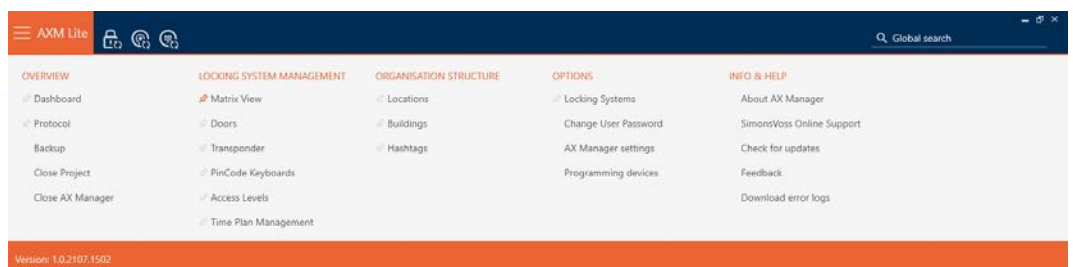 AXM Lite
Global search
OVERVIEW
Dashboard
Protocol
Backup
Close Project
Close AX Manager
LOCKING SYSTEM MANAGEMENT
Matrix View
Doors
Transponder
PinCode Keyboards
Access Levels
Time Plan Management
ORGANISATION STRUCTURE
Locations
Buildings
Hashtags
OPTIONS
Locking Systems
Change User Password
AX Manager settings
Programming devices
INFO & HELP
About AX Manager
SimonsVoss Online Support
Check for updates
Feedback
Download error logs
Version: 1.0.2107.1502